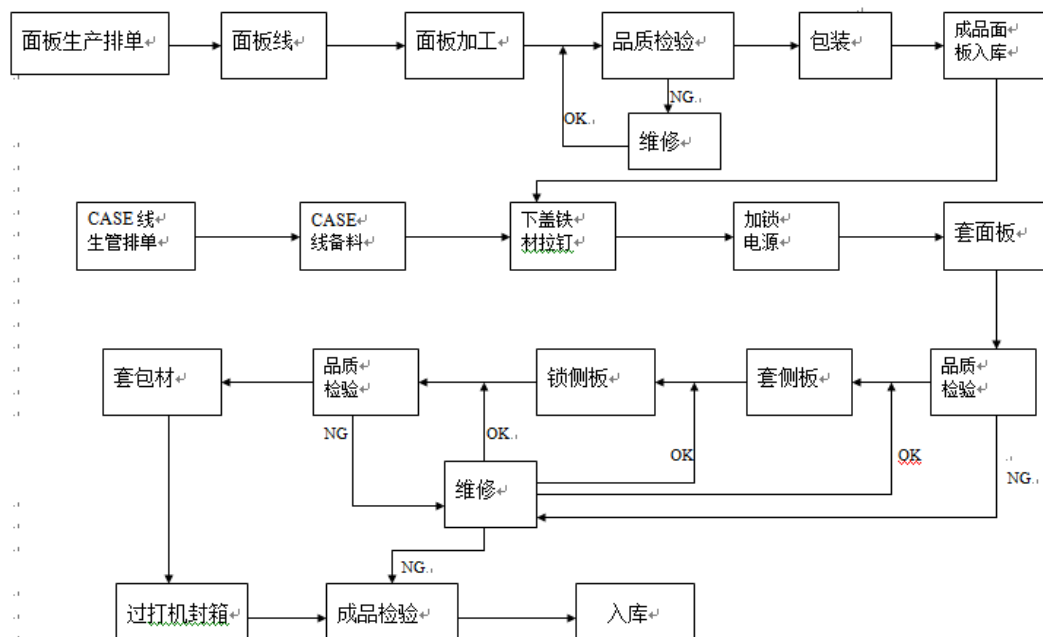 面板生产排单
面板线
面板加工
品质检验
包装
成品面
板入库
NG
OK
维修
CASE 线
生管排单
CASE
线备料
下盖铁
材拉钉
加锁
电源
套面板
套包材
品质
检验
锁侧板
套侧板
品质
检验
NG
OK
OK
OK
NG
维修
NG
过打机封箱
成品检验
入库